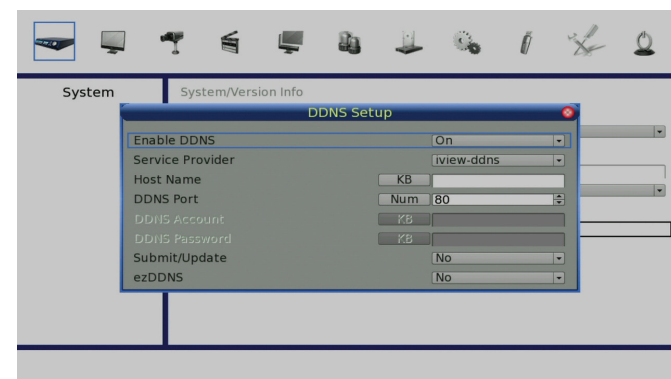 System
System/Version Info
DDNS Setup
Enable DDNS On
Service Provider iview-ddns
Host Name KB
DDNS Port Num 80
DDNS Account KB
DDNS Password KB
Submit/Update No
ezDDNS No